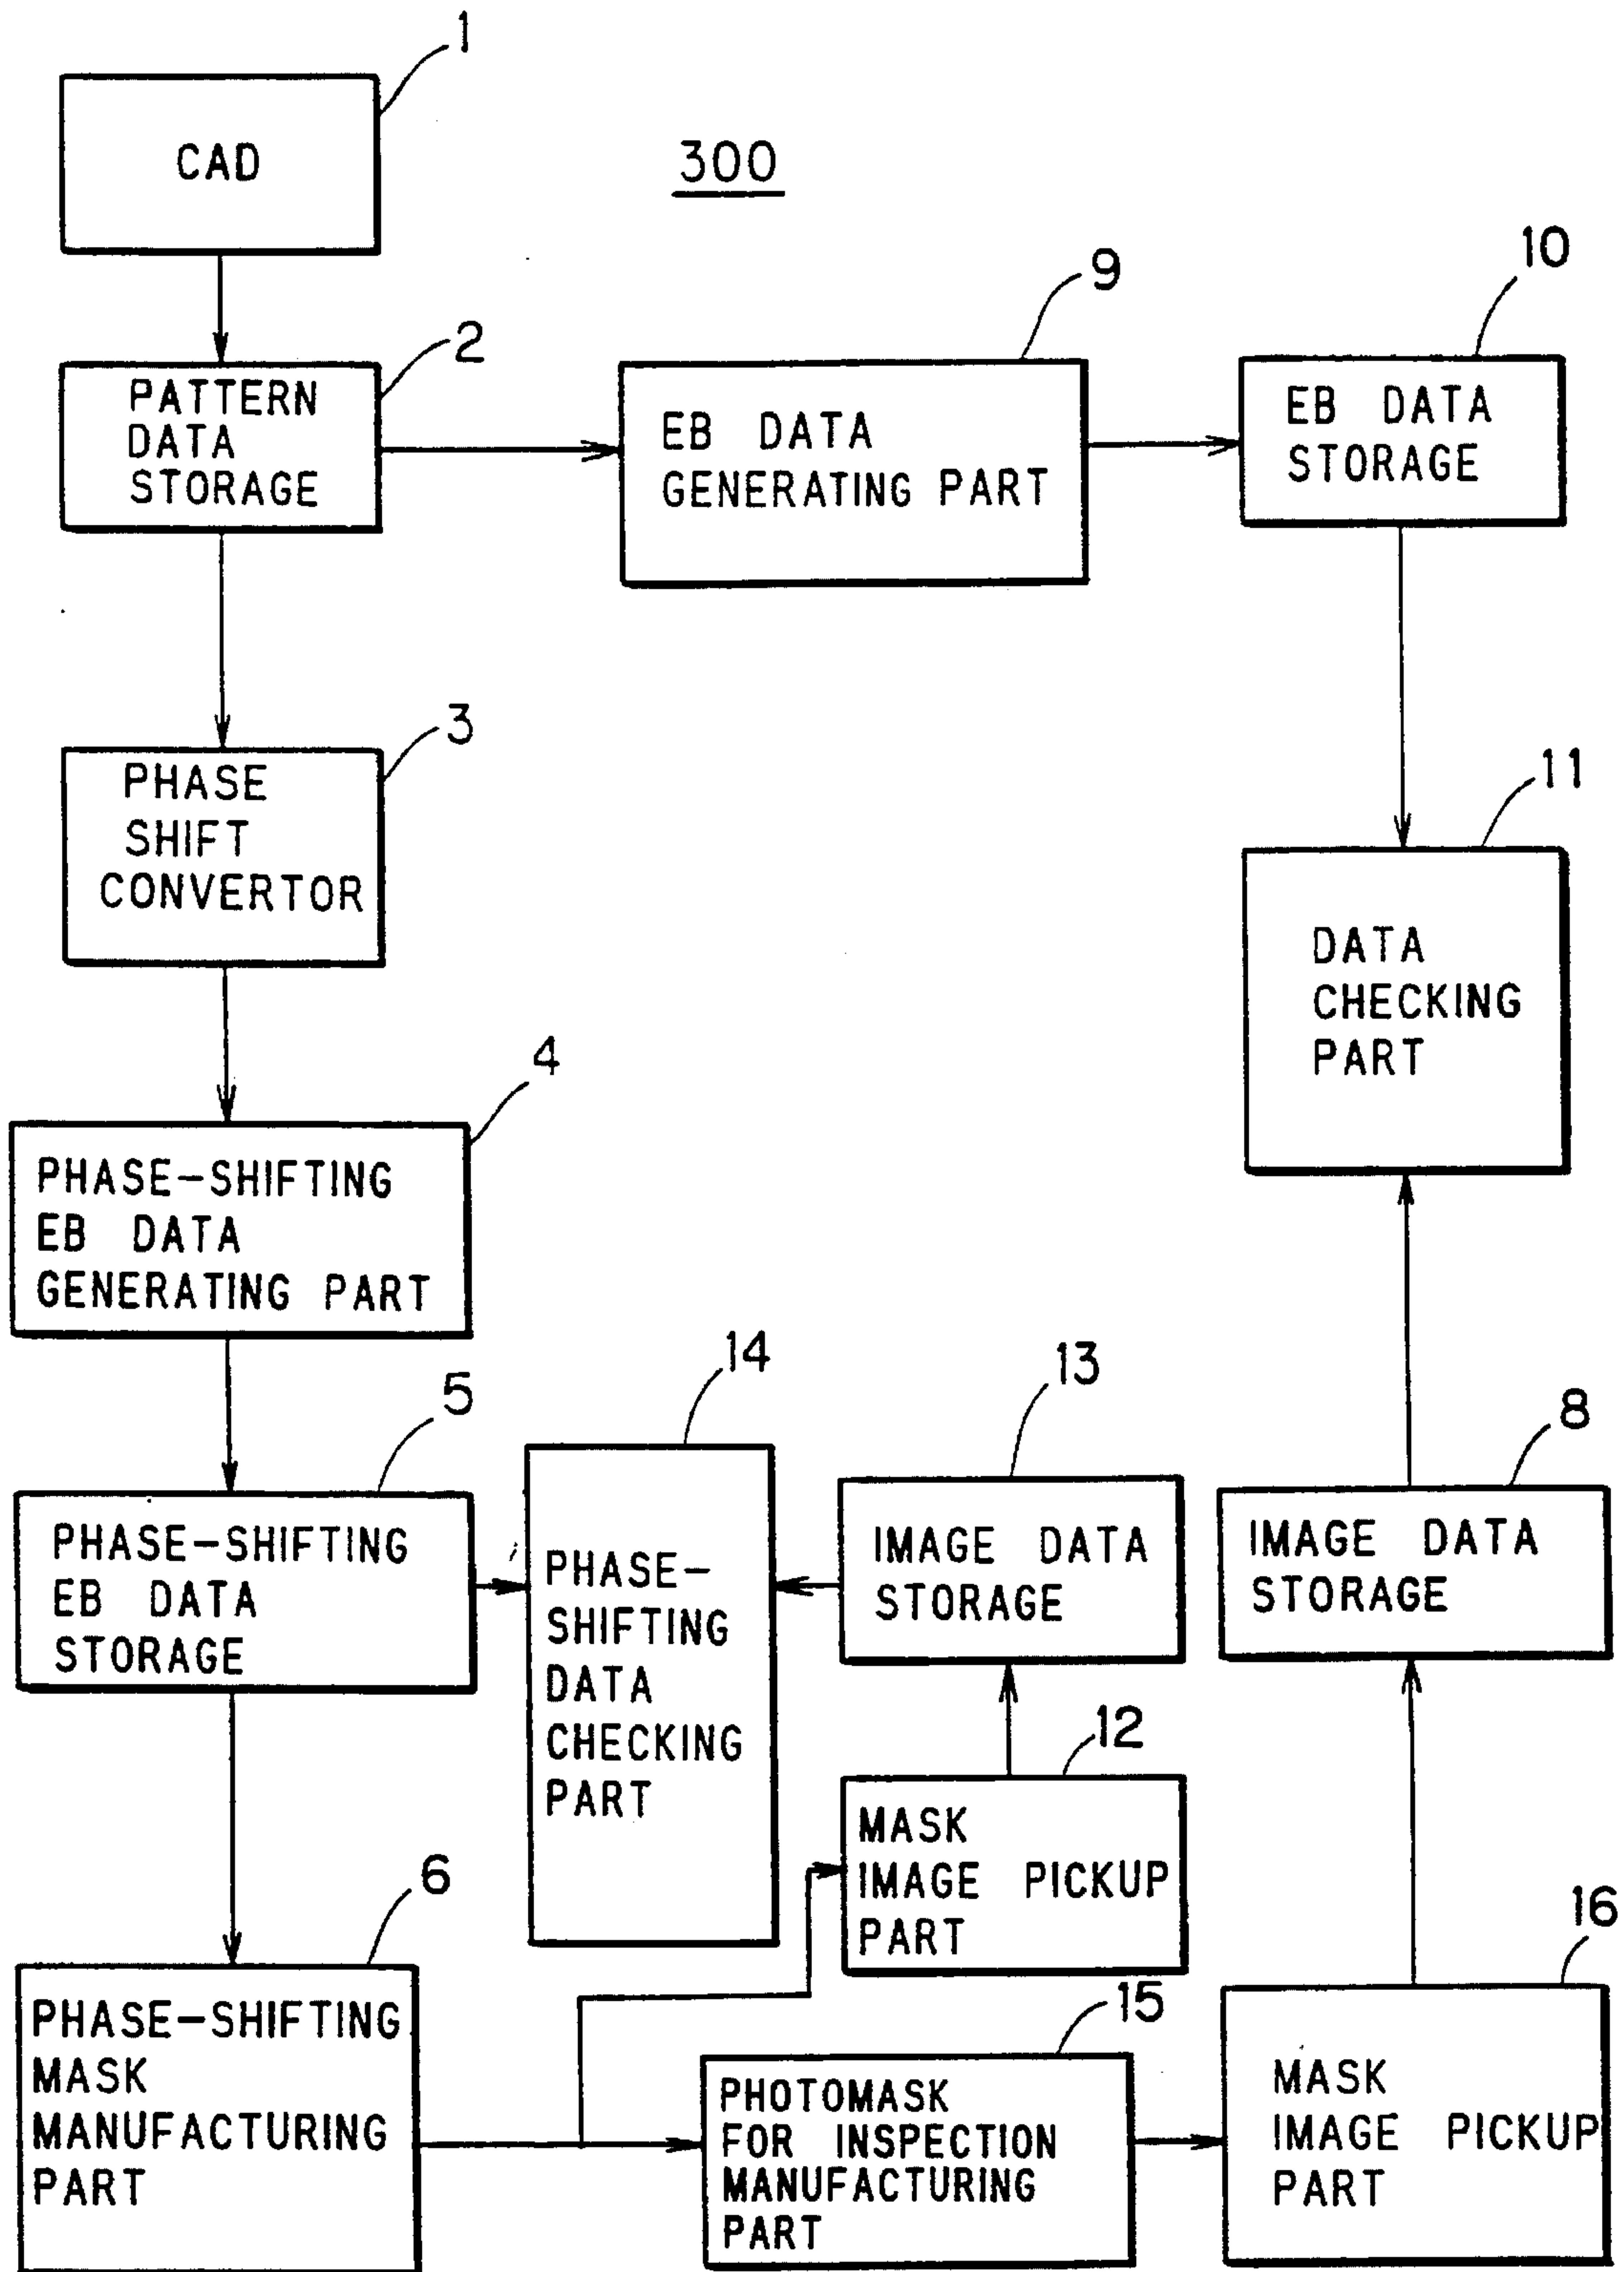 1
CAD
300
2
PATTERN
DATA
STORAGE
9
EB DATA
GENERATING PART
10
EB DATA
STORAGE
3
PHASE
SHIFT
CONVERTOR
11
DATA
CHECKING
PART
4
PHASE-SHIFTING
EB DATA
GENERATING PART
5
PHASE-SHIFTING
EB DATA
STORAGE
14
PHASE-
SHIFTING
DATA
CHECKING
PART
13
IMAGE DATA
STORAGE
8
IMAGE DATA
STORAGE
12
MASK
IMAGE PICKUP
PART
6
PHASE-SHIFTING
MASK
MANUFACTURING
PART
15
PHOTOMASK
FOR INSPECTION
MANUFACTURING
PART
16
MASK
IMAGE PICKUP
PART